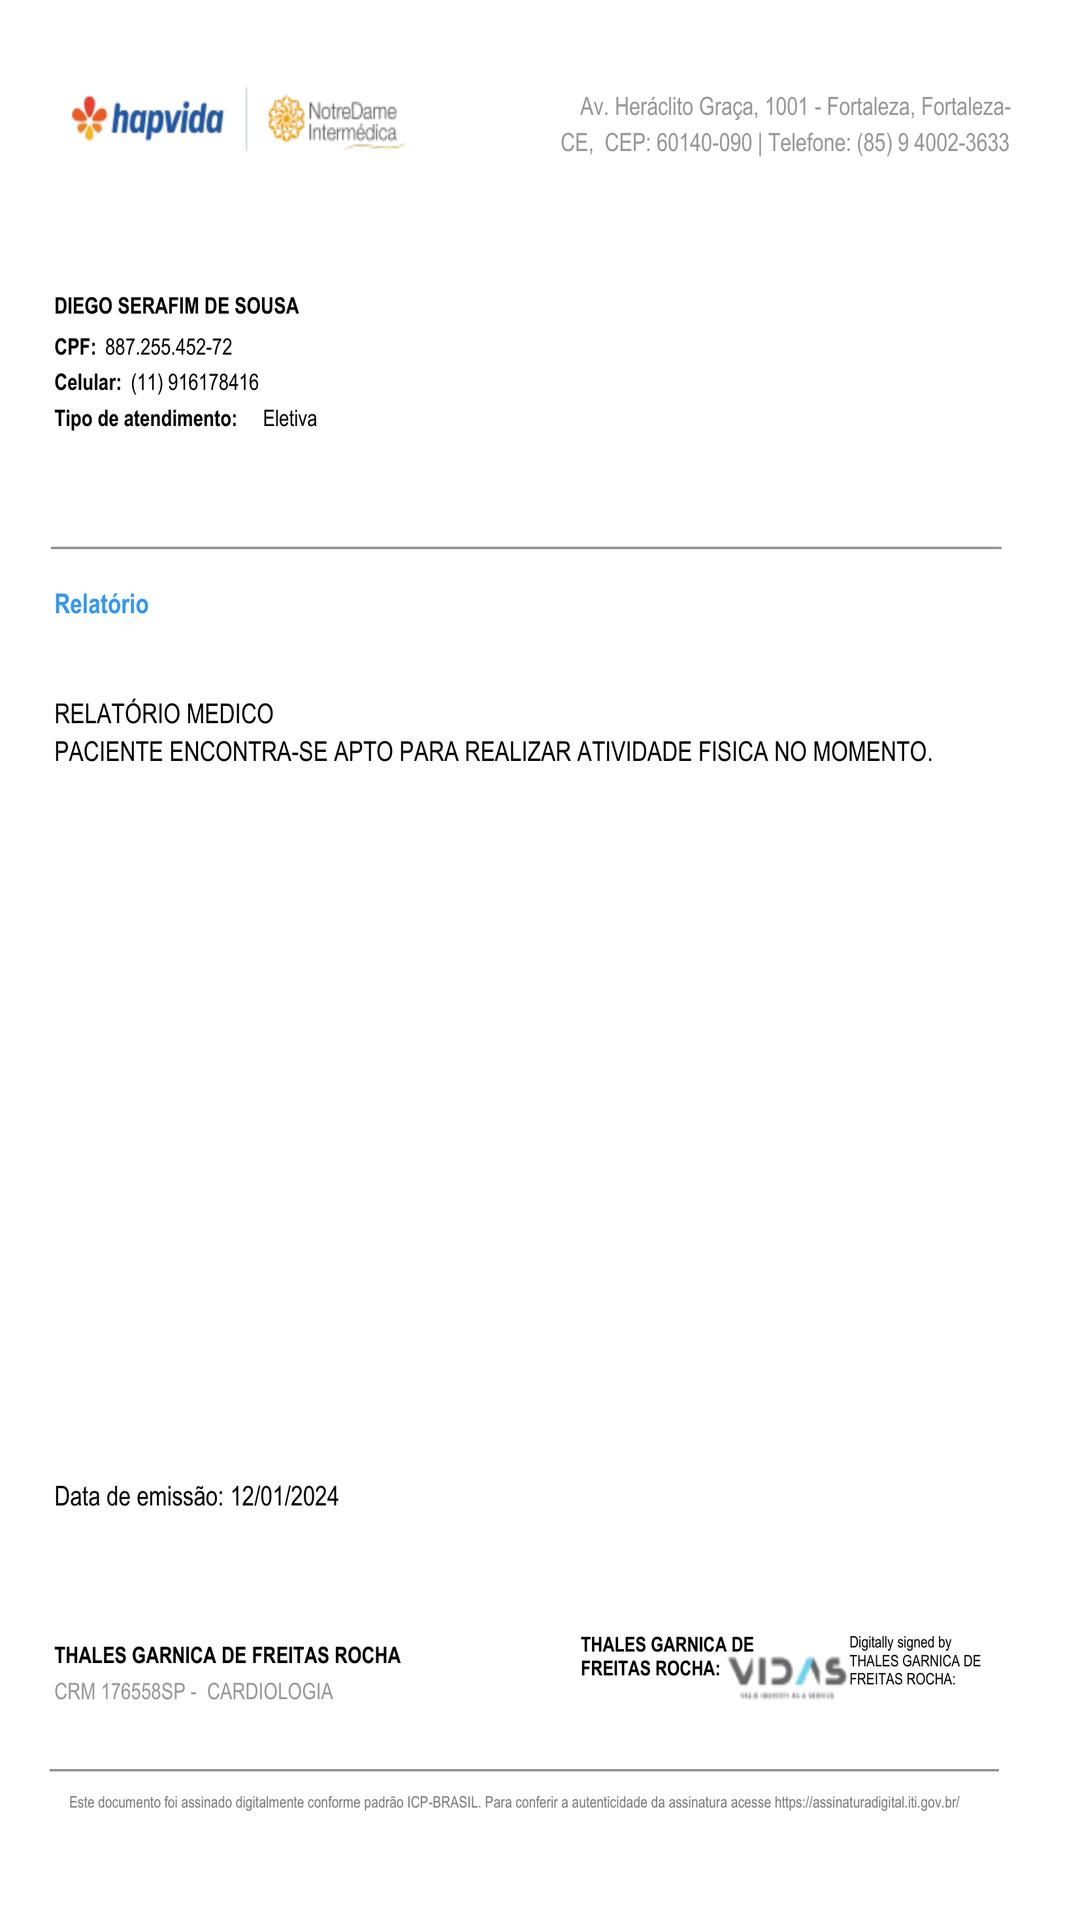 hapvida
NotreDame
Intermédica
Av. Heráclito Graça, 1001 - Fortaleza, Fortaleza-
CE,  CEP: 60140-090 | Telefone: (85) 9 4002-3633
DIEGO SERAFIM DE SOUSA
CPF: 887.255.452-72
Celular: (11) 916178416
Tipo de atendimento: Eletiva
Relatório
RELATÓRIO MEDICO
PACIENTE ENCONTRA-SE APTO PARA REALIZAR ATIVIDADE FISICA NO MOMENTO.
Data de emissão: 12/01/2024
THALES GARNICA DE FREITAS ROCHA
CRM 176558SP -  CARDIOLOGIA
THALES GARNICA DE
FREITAS ROCHA:
VIDAS
Digitally signed by
THALES GARNICA DE
FREITAS ROCHA:
Este documento foi assinado digitalmente conforme padrão ICP-BRASIL. Para conferir a autenticidade da assinatura acesse https://assinaturadigital.iti.gov.br/